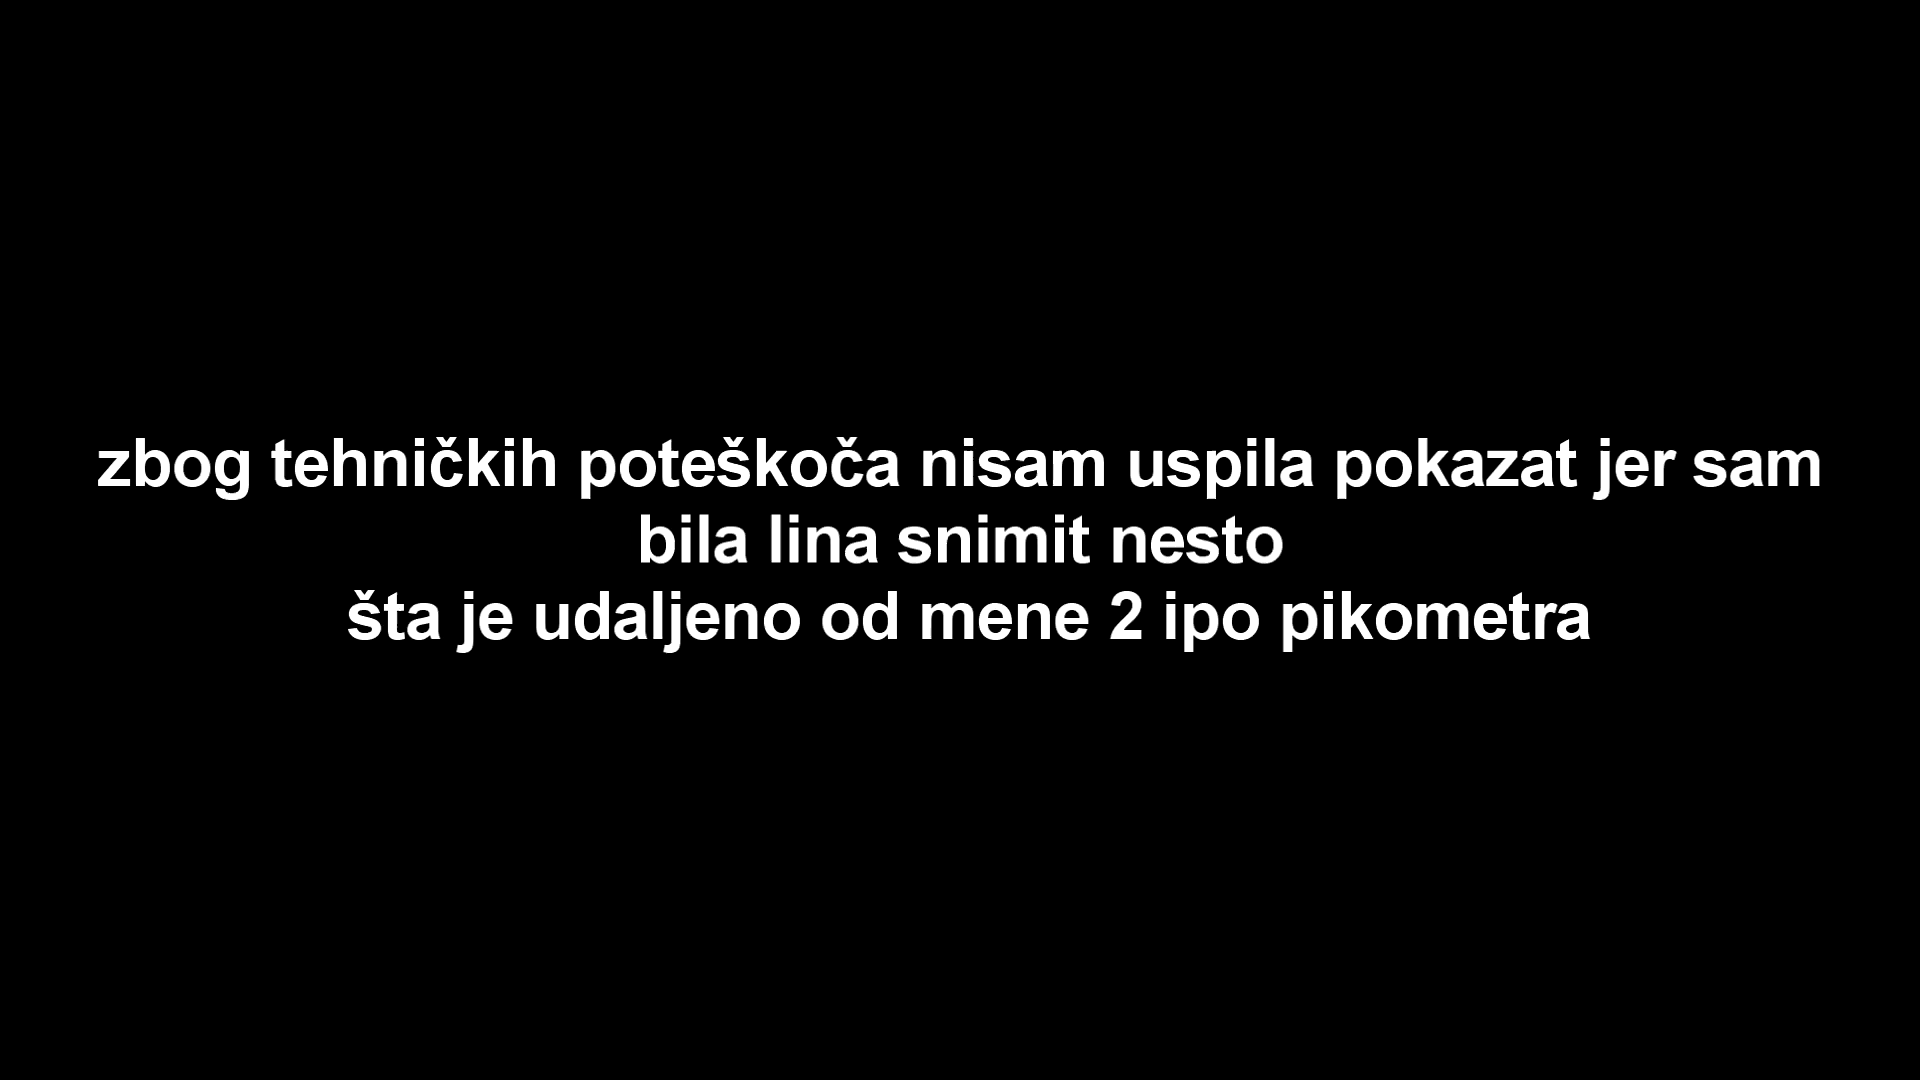 zbog tehničkih poteškoča nisam uspila pokazat jer sam
bila lina snimit nesto
šta je udaljeno od mene 2 ipo pikometra